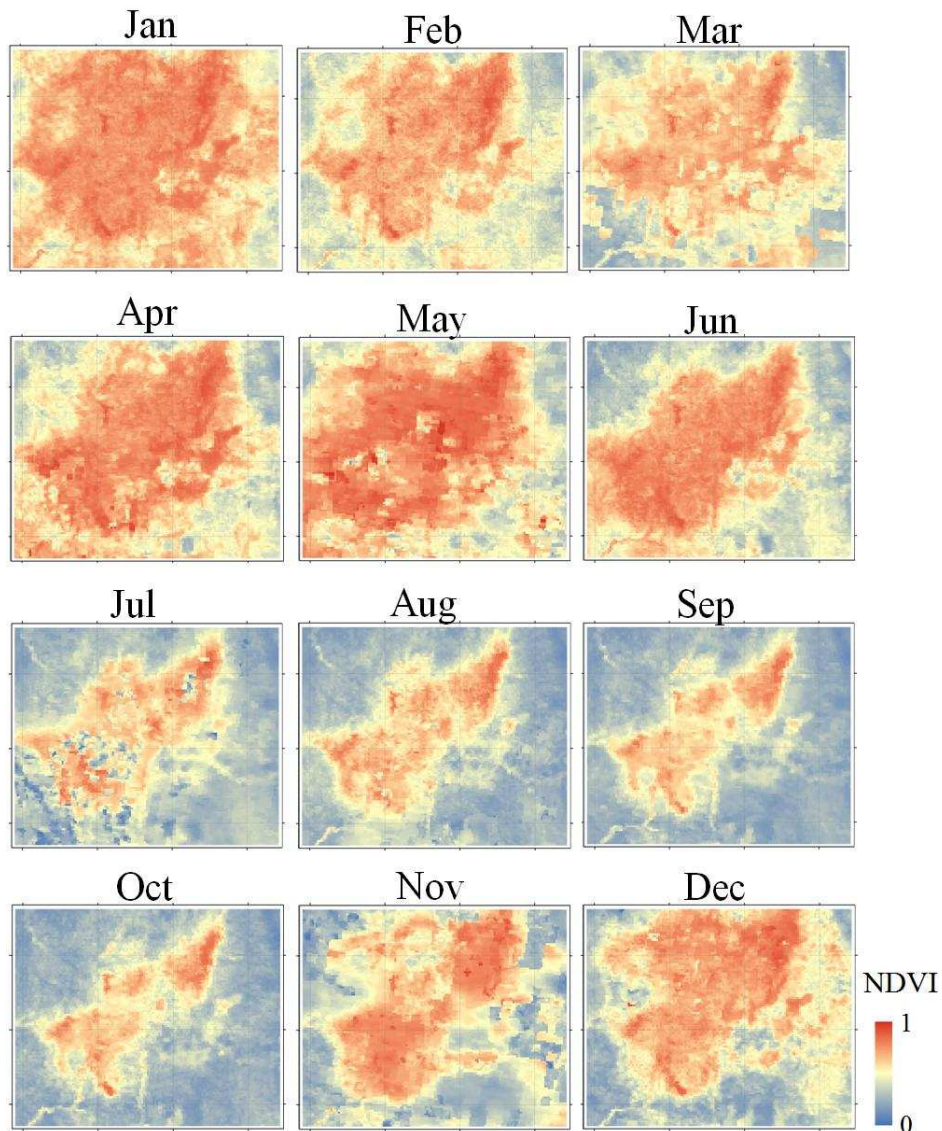 Jan Feb Mar
Apr May Jun
Jul Aug Sep
Oct Nov Dec
NDVI
1
0